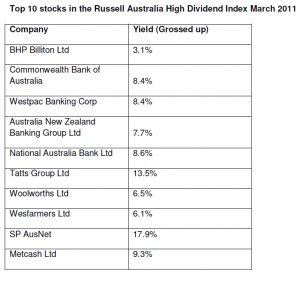 Top 10 stocks in the Russell Australia High Dividend Index March 2011
Company Yield (Grossed up)
BHP Billiton Ltd 3.1%
Commonwealth Bank of
Australia 8.4%
Westpac Banking Corp 8.4%
Australia New Zealand
Banking Group Ltd 7.7%
National Australia Bank Ltd 8.6%
Tatts Group Ltd 13.5%
Woolworths Ltd 6.5%
Wesfarmers Ltd 6.1%
SP AusNet 17.9%
Metcash Ltd 9.3%